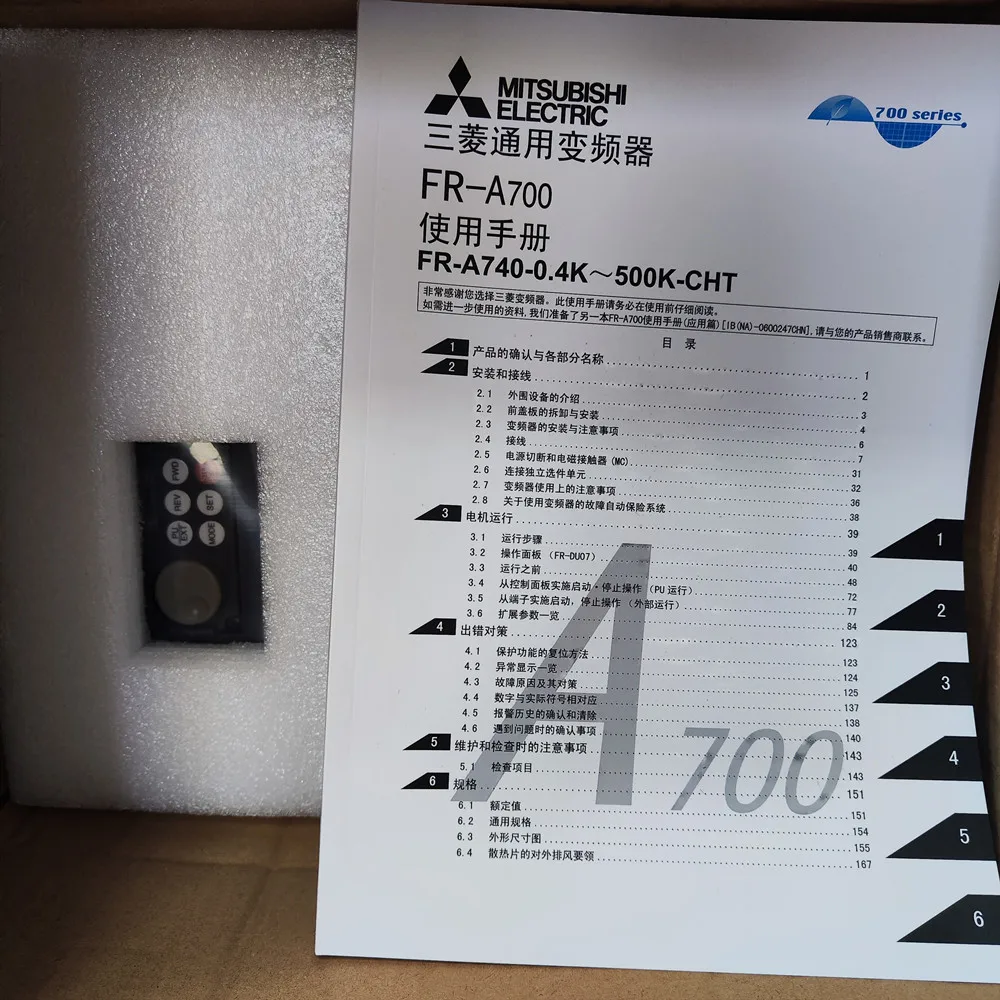 MITSUBISHI
ELECTRIC
700 series
三菱通用变频器
FR-A700
使用手册
FR-A740-0.4K～500K-CHT
非常感谢您选择三菱变频器。此使用手册请务必在使用前仔细阅读。
如需进一步使用的资料,我们准备了另一本FR-A700使用手册(应用篇)[IB(NA)-0600247CHN],请与您的产品销售商联系。
目 录
1 产品的确认与各部分名称 1
2 安装和接线 2
2.1 外围设备的介绍 3
2.2 前盖板的拆卸与安装 4
2.3 变频器的安装与注意事项 6
2.4 接线 7
2.5 电源切断和电磁接触器(MC) 31
2.6 连接独立选件单元 32
2.7 变频器使用上的注意事项 36
2.8 关于使用变频器的故障自动保险系统 38
3 电机运行 39
3.1 运行步骤 39
3.2 操作面板 (FR-DU07) 40
3.3 运行之前 48
3.4 从控制面板实施启动·停止操作 (PU运行) 72
3.5 从端子实施启动，停止操作 (外部运行) 77
3.6 扩展参数一览 84
4 出错对策 123
4.1 保护功能的复位方法 123
4.2 异常显示一览 124
4.3 故障原因及其对策 125
4.4 数字与实际符号相对应 137
4.5 报警历史的确认和清除 138
4.6 遇到问题时的确认事项 140
5 维护和检查时的注意事项 143
5.1 检查项目 143
6 规格 151
6.1 额定值 151
6.2 通用规格 154
6.3 外形尺寸图 155
6.4 散热片的对外排风要领 167
A700
1
2
3
4
5
6
FWD
REV
SET
PU
EXT
MODE